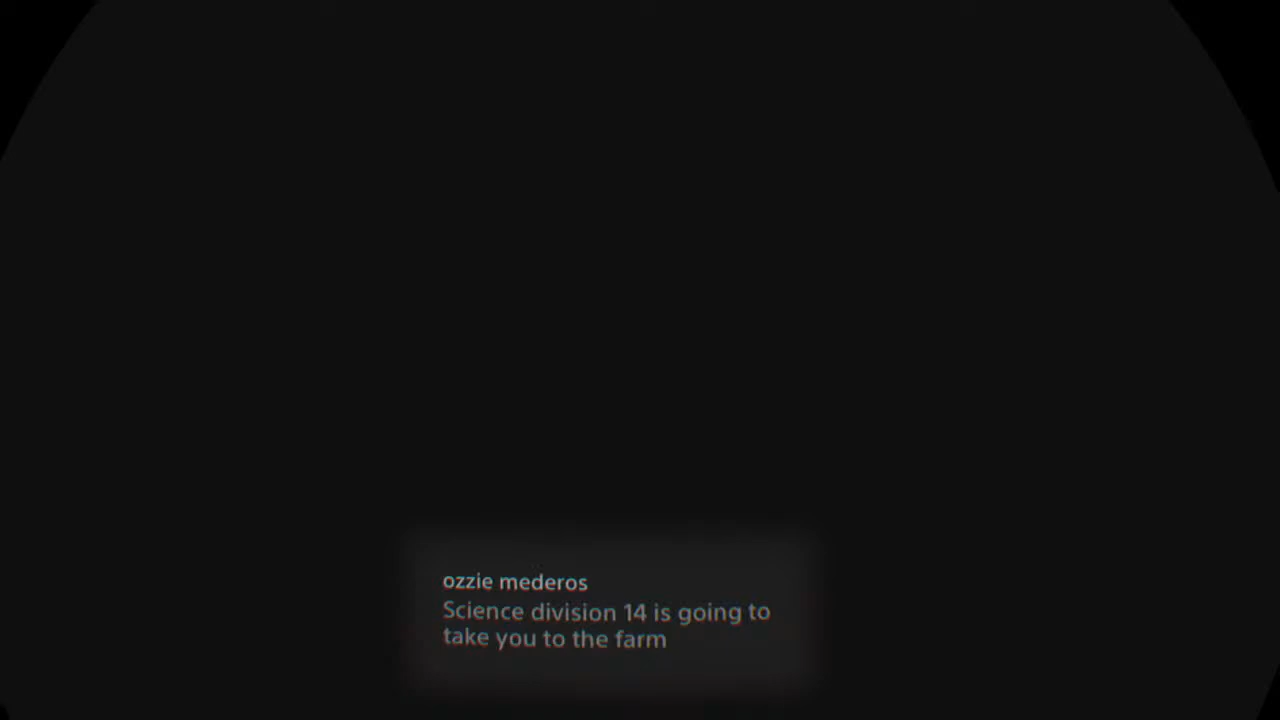 ozzie mederos
Science division 14 is going to
take you to the farm